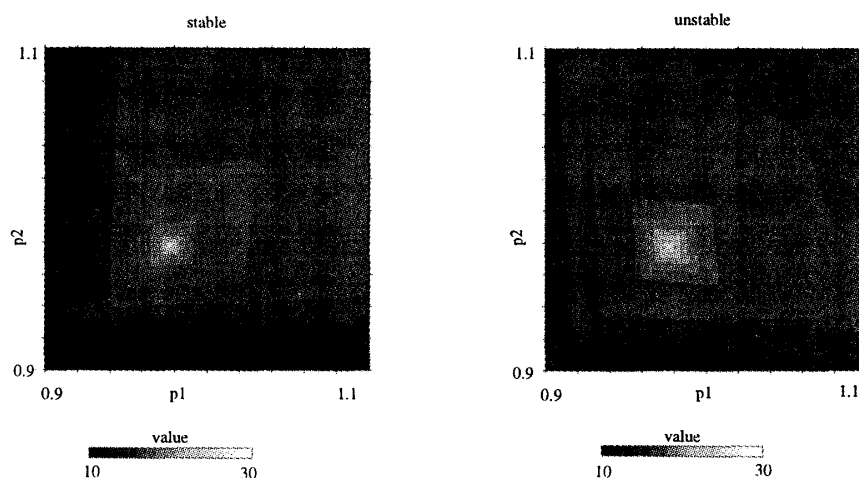 stable
1.1
p2
0.9
0.9 p1 1.1
value
10 30
unstable
1.1
p2
0.9
0.9 p1 1.1
value
10 30